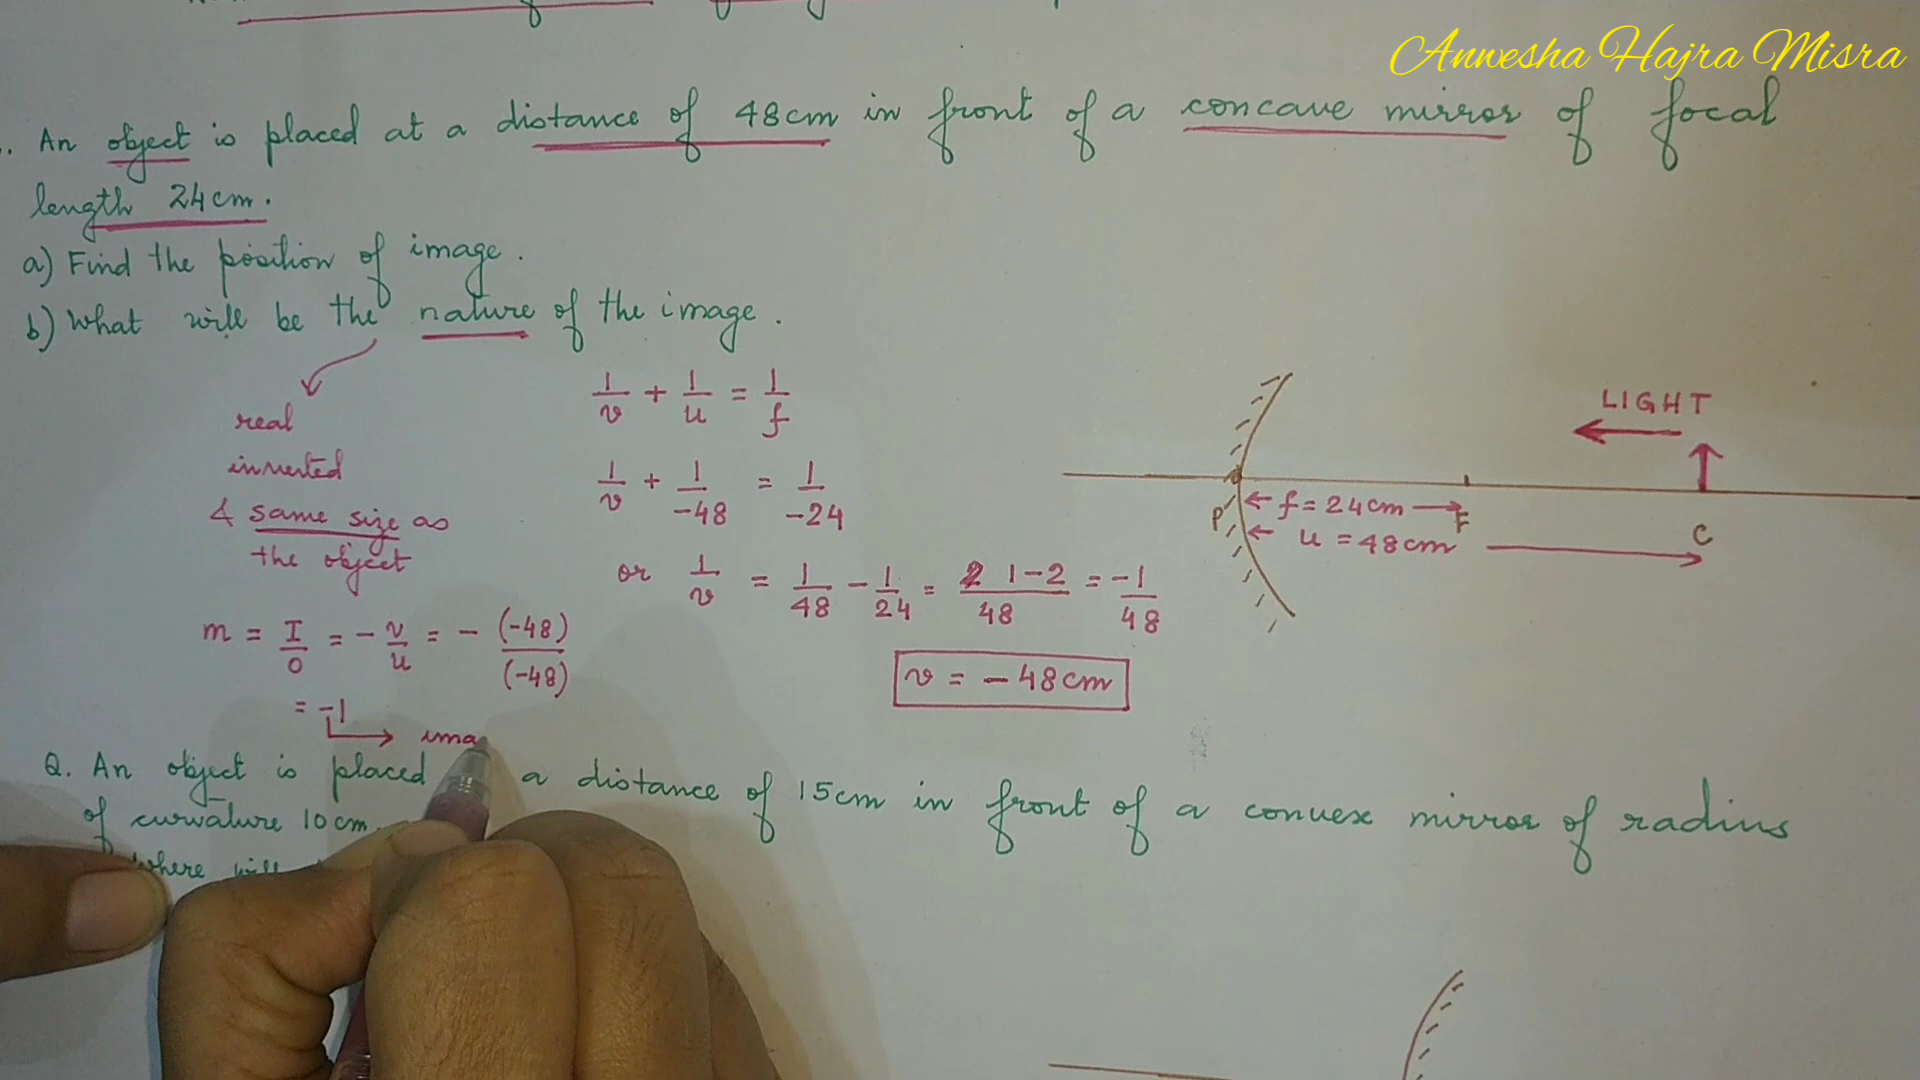 Anwesha Hajra Misra
. An object is placed at a distance of 48cm in front of a concave mirror of focal
length 24cm.
a) Find the position of image.
b) What will be the nature of the image.
real
inverted
& same size as
the object
m = I/O = - v/u = - (-48)/(-48)
= -1
→ ima
1/v + 1/u = 1/f
1/v + 1/-48 = 1/-24
or 1/v = 1/48 - 1/24 = 1-2/48 = -1/48
v = -48cm
LIGHT
P
← f = 24cm →
F
← u = 48cm →
C
Q. An object is placed a distance of 15cm in front of a convex mirror of radius
of curvature 10cm.
where will